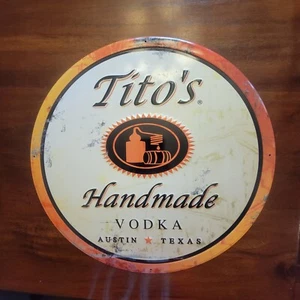 Tito's®
Handmade
VODKA
AUSTIN ★ TEXAS